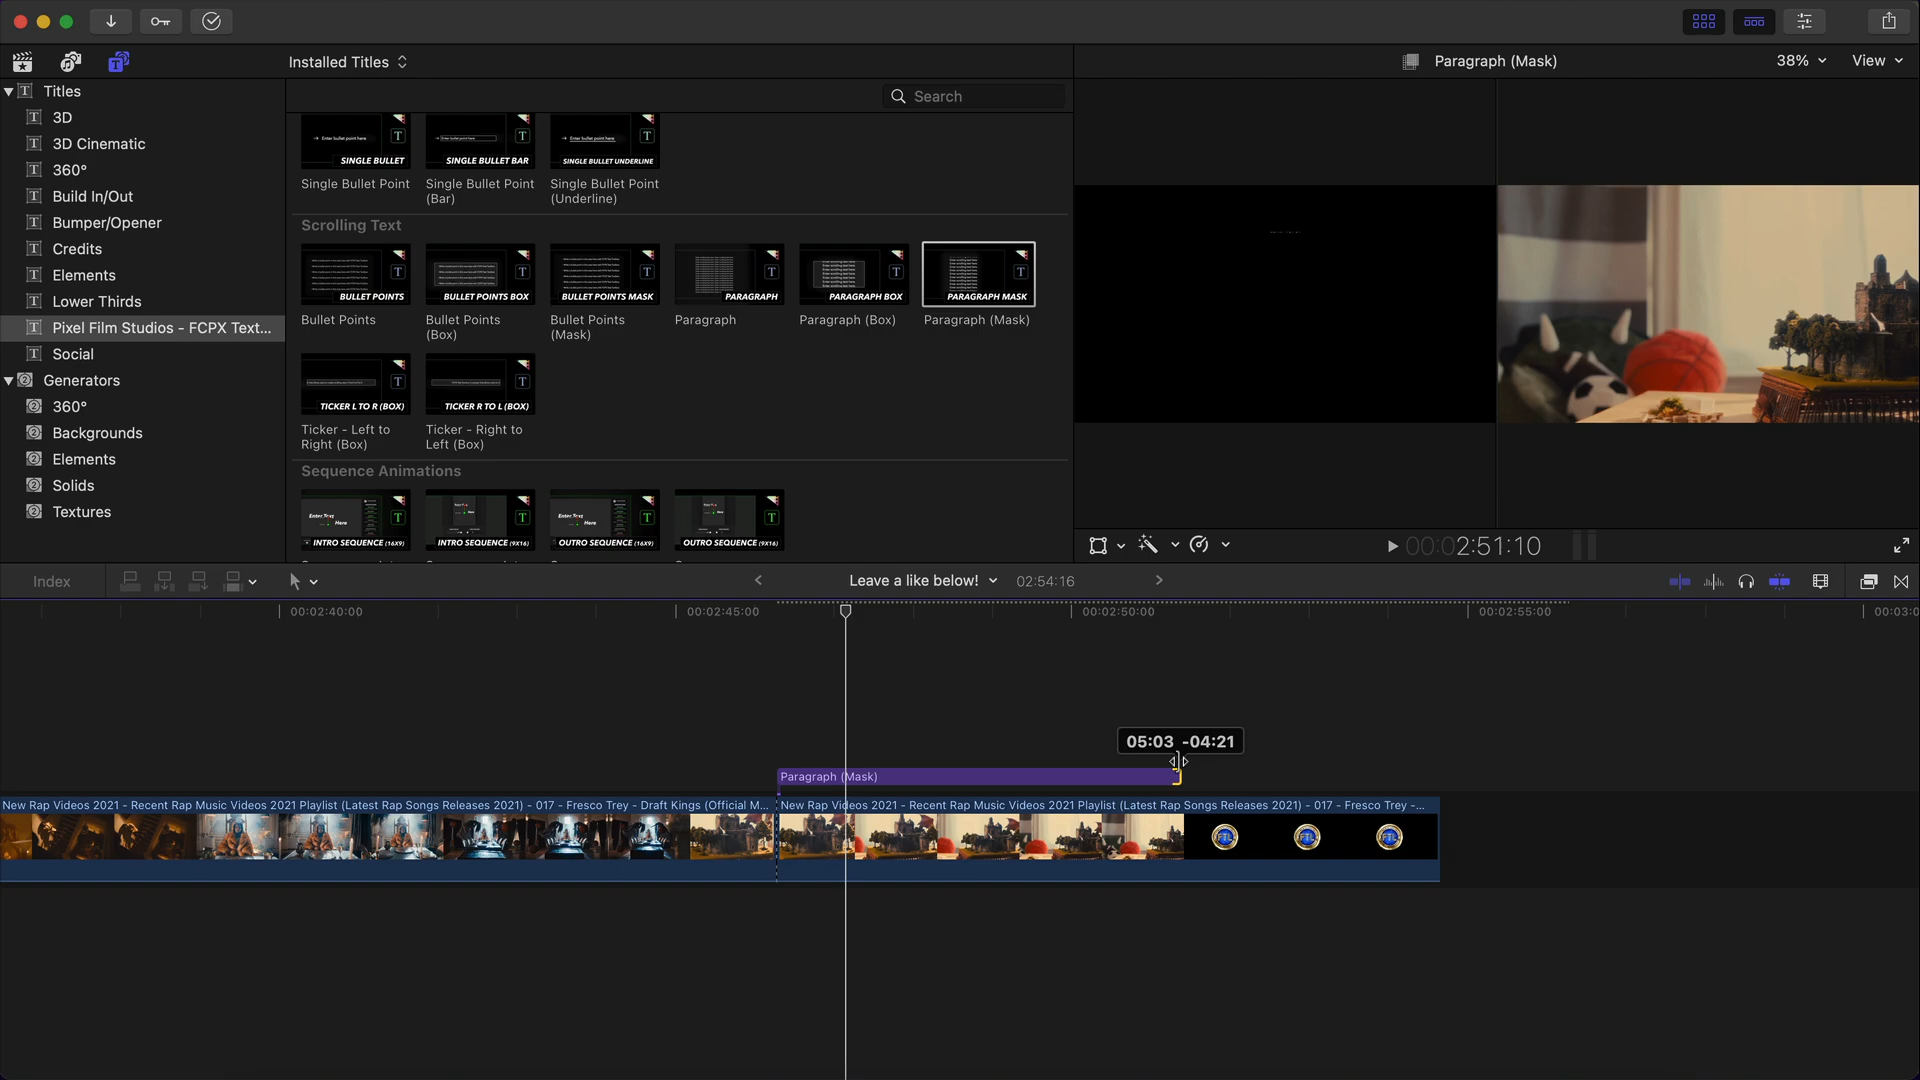 Installed Titles
Paragraph (Mask)
38%
View
Titles
3D
3D Cinematic
360°
Build In/Out
Bumper/Opener
Credits
Elements
Lower Thirds
Pixel Film Studios - FCPX Text...
Social
Generators
360°
Backgrounds
Elements
Solids
Textures
Search
SINGLE BULLET
SINGLE BULLET BAR
SINGLE BULLET UNDERLINE
Single Bullet Point
Single Bullet Point
(Bar)
Single Bullet Point
(Underline)
Scrolling Text
BULLET POINTS
BULLET POINTS BOX
BULLET POINTS MASK
PARAGRAPH
PARAGRAPH BOX
PARAGRAPH MASK
Bullet Points
Bullet Points
(Box)
Bullet Points
(Mask)
Paragraph
Paragraph (Box)
Paragraph (Mask)
TICKER L TO R (BOX)
TICKER R TO L (BOX)
Ticker - Left to
Right (Box)
Ticker - Right to
Left (Box)
Sequence Animations
Enter Text
Here
INTRO SEQUENCE (16X9)
INTRO SEQUENCE (9X16)
Enter Text
Here
OUTRO SEQUENCE (16X9)
OUTRO SEQUENCE (9X16)
00:02:51:10
Index
Leave a like below!
02:54:16
00:02:40:00
00:02:45:00
00:02:50:00
00:02:55:00
00:03:0
05:03 -04:21
Paragraph (Mask)
New Rap Videos 2021 - Recent Rap Music Videos 2021 Playlist (Latest Rap Songs Releases 2021) - 017 - Fresco Trey - Draft Kings (Official M...
New Rap Videos 2021 - Recent Rap Music Videos 2021 Playlist (Latest Rap Songs Releases 2021) - 017 - Fresco Trey -...